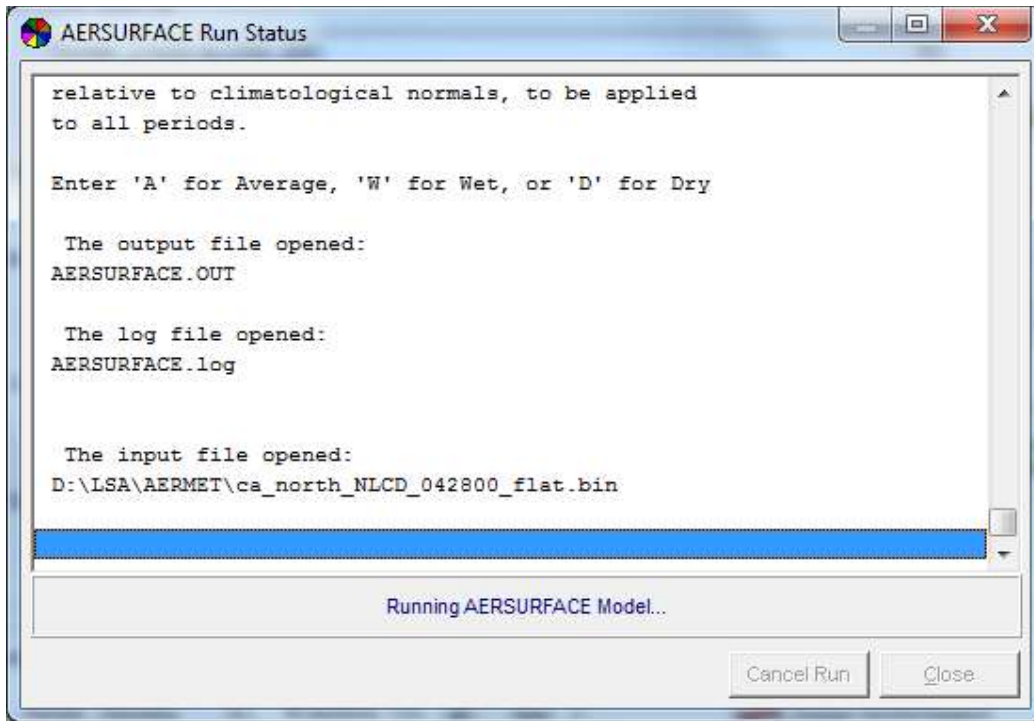 AERSURFACE Run Status
relative to climatological normals, to be applied
to all periods.
Enter 'A' for Average, 'W' for Wet, or 'D' for Dry
The output file opened:
AERSURFACE.OUT
The log file opened:
AERSURFACE.log
The input file opened:
D:\LSA\AERMET\ca_north_NLCD_042800_flat.bin
Running AERSURFACE Model...
Cancel Run
Close